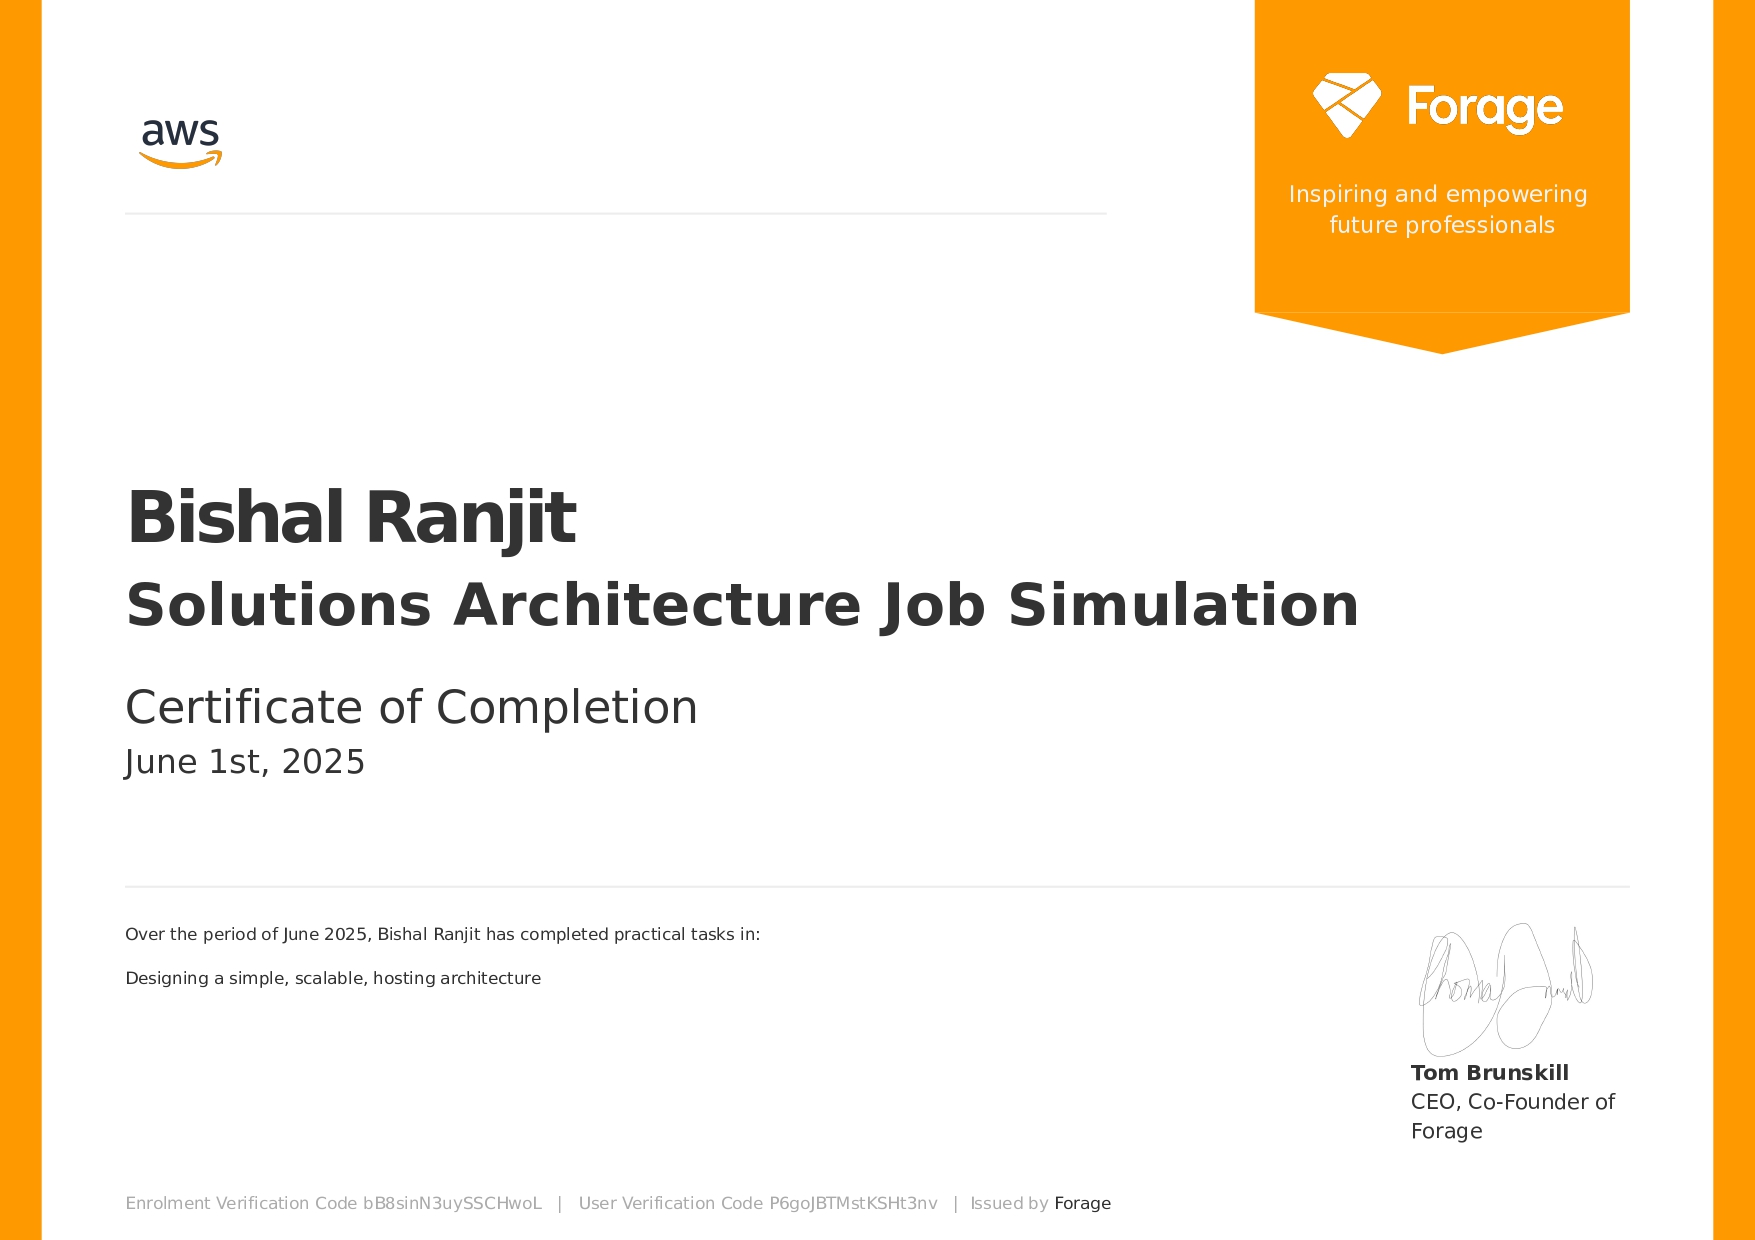 aws
Forage
Inspiring and empowering
future professionals
Bishal Ranjit
Solutions Architecture Job Simulation
Certificate of Completion
June 1st, 2025
Over the period of June 2025, Bishal Ranjit has completed practical tasks in:
Designing a simple, scalable, hosting architecture
Tom Brunskill
CEO, Co-Founder of
Forage
Enrolment Verification Code bB8sinN3uySSCHwoL | User Verification Code P6goJBTMstKSHt3nv | Issued by Forage